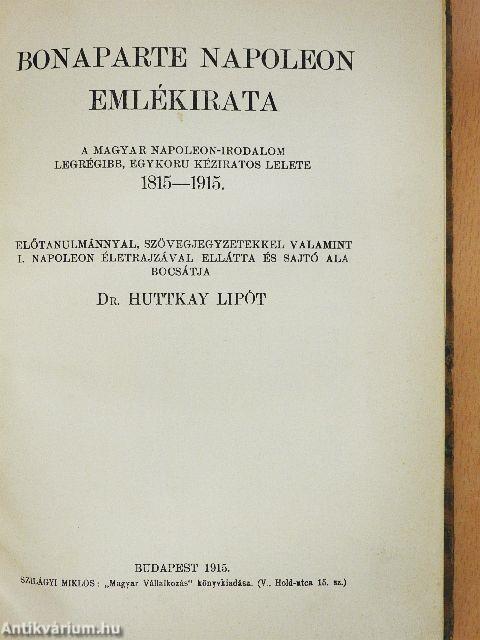 BONAPARTE NAPOLEON
EMLÉKIRATA
A MAGYAR NAPOLEON-IRODALOM
LEGRÉGIBB, EGYKORU KÉZIRATOS LELETE
1815—1915.
ELŐTANULMÁNNYAL, SZÖVEGJEGYZETEKKEL VALAMINT
I. NAPOLEON ÉLETRAJZÁVAL ELLÁTTA ÉS SAJTÓ ALA
BOCSÁTJA
DR. HUTTKAY LIPÓT
BUDAPEST 1915.
SZILÁGYI MIKLÓS: „Magyar Vállalkozás" könyvkiadása. (V., Hold-utca 15. sz.)
Antikvárium.hu